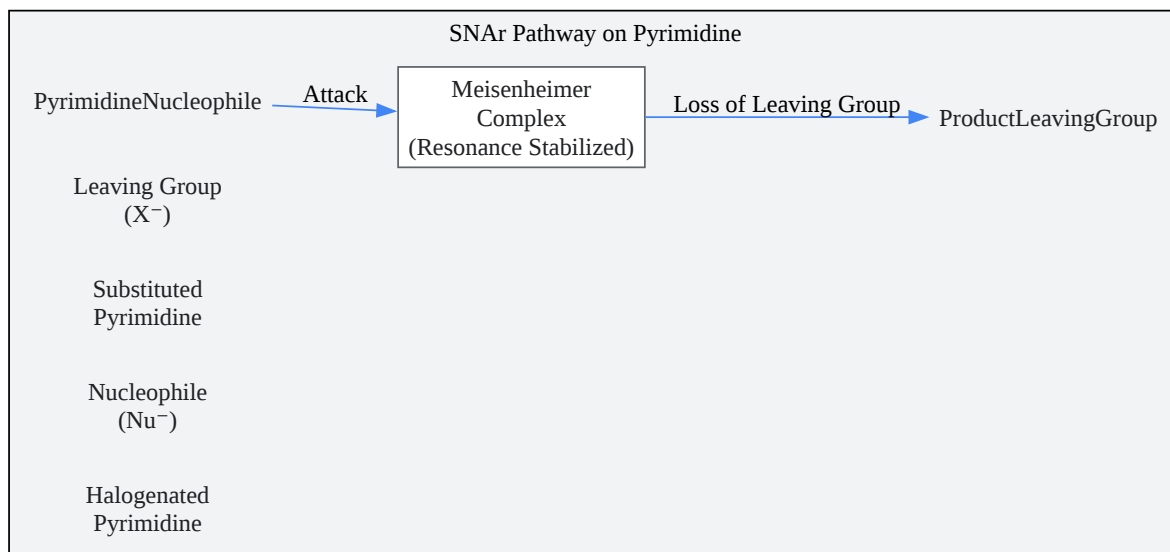 SNAr Pathway on Pyrimidine
PyrimidineNucleophile
Attack
Meisenheimer
Complex
(Resonance Stabilized)
Loss of Leaving Group
ProductLeavingGroup
Leaving Group
(X⁻)
Substituted
Pyrimidine
Nucleophile
(Nu⁻)
Halogenated
Pyrimidine